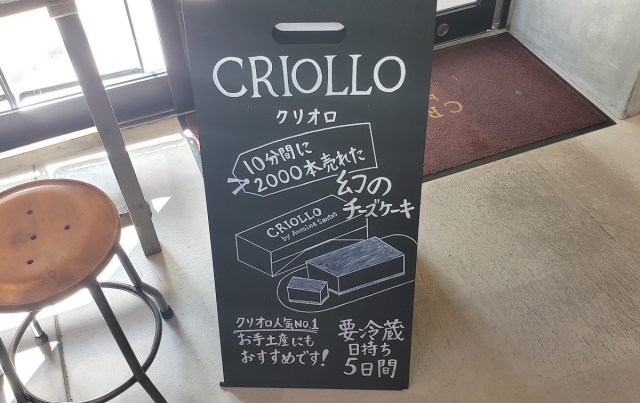 CRIOLLO
クリオロ
10分間に
2000本売れた
幻の
チーズケーキ
CRIOLLO
by Antoine Santos
クリオロ人気NO.1
お手土産にも
おすすめです!
要冷蔵
日持ち
5日間